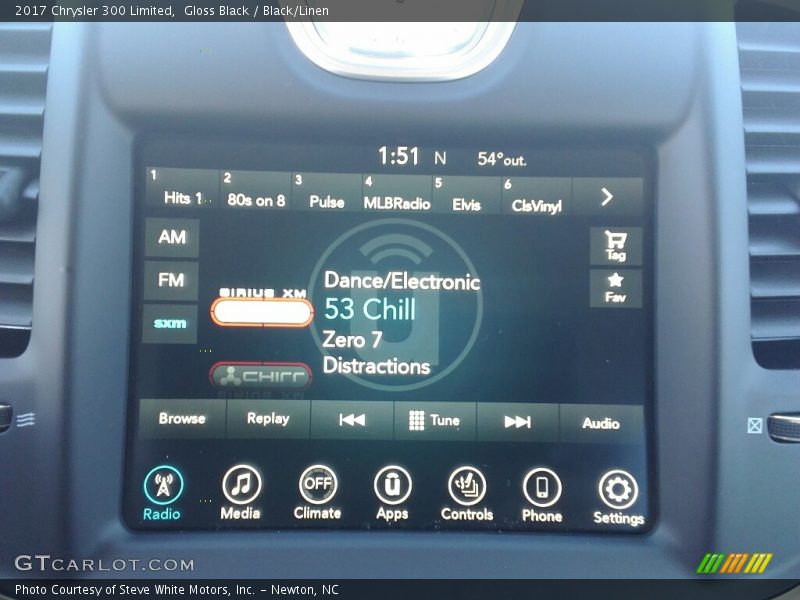 2017 Chrysler 300 Limited,  Gloss Black / Black/Linen
1:51 N 54°out.
1 Hits 1
2 80s on 8
3 Pulse
4 MLBRadio
5 Elvis
6 ClsVinyl
AM
FM
sxm
Tag
Fav
SIRIUS XM
CHILL
Dance/Electronic
53 Chill
Zero 7
Distractions
Browse Replay Tune Audio
OFF
Radio Media Climate Apps Controls Phone Settings
GTCARLOT.COM
Photo Courtesy of Steve White Motors, Inc. – Newton, NC